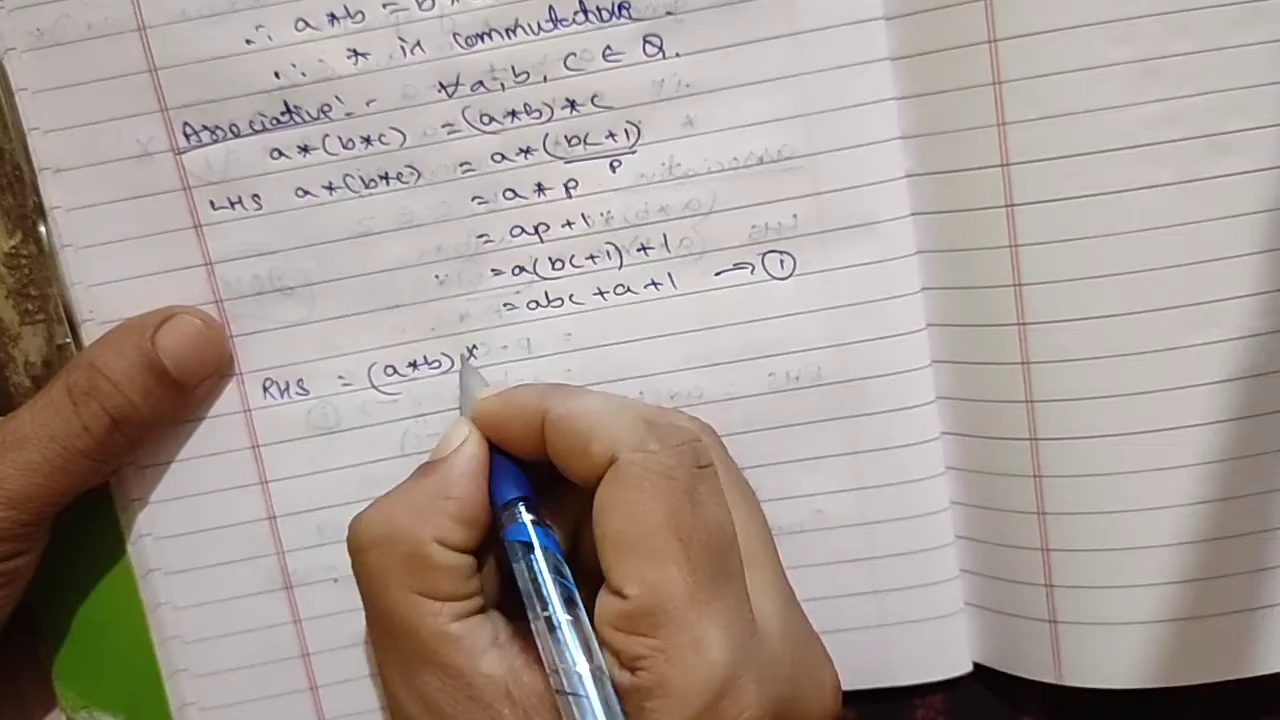 ∴ a*b = b*
∴ * is commutative
Associative:- ∀a,b, c ∈ Q.
a*(b*c) = (a*b)*c
LHS a*(b*c) = a*(bc+1)
P
= a*p
= ap+1
= a(bc+1)+1
= abc+a+1 → ①
RHS = (a*b)*